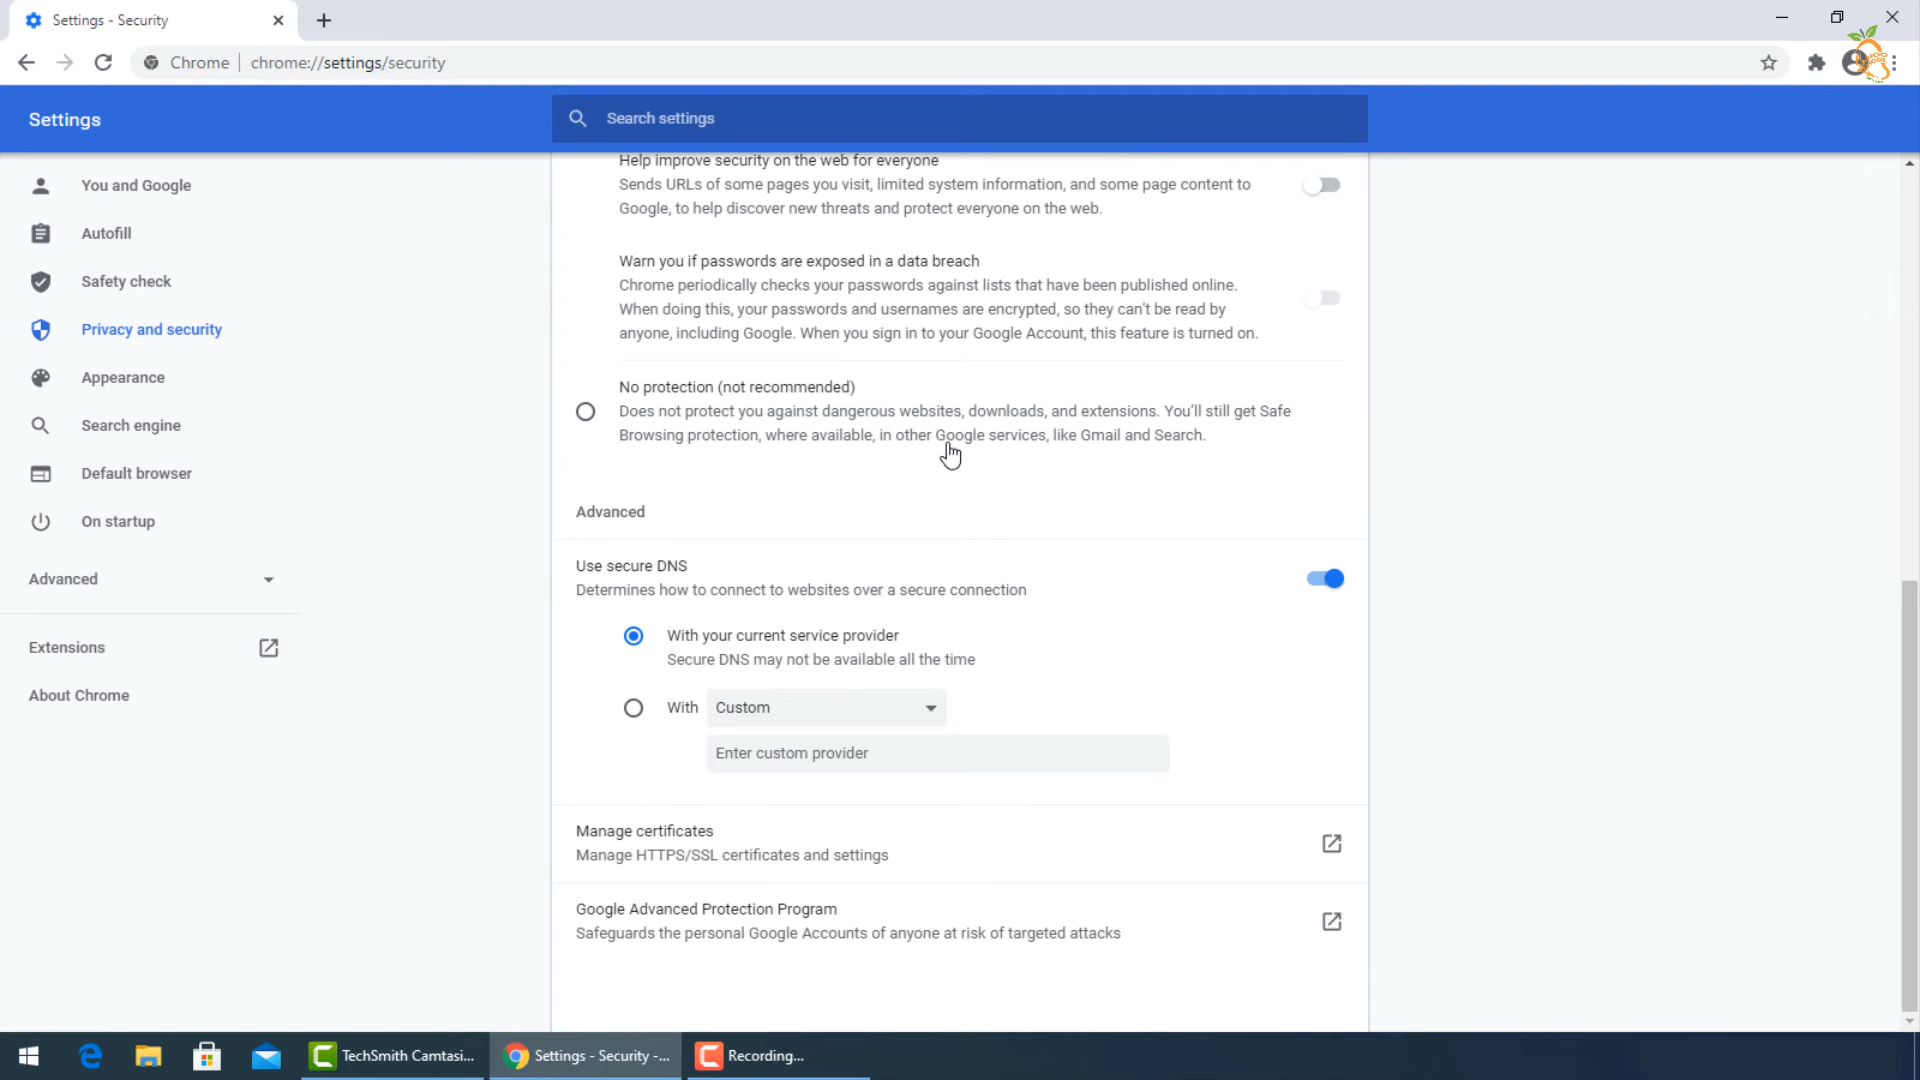 Settings - Security
Chrome
chrome://settings/security
Settings
Search settings
You and Google
Autofill
Safety check
Privacy and security
Appearance
Search engine
Default browser
On startup
Advanced
Extensions
About Chrome
Help improve security on the web for everyone
Sends URLs of some pages you visit, limited system information, and some page content to
Google, to help discover new threats and protect everyone on the web.
Warn you if passwords are exposed in a data breach
Chrome periodically checks your passwords against lists that have been published online.
When doing this, your passwords and usernames are encrypted, so they can't be read by
anyone, including Google. When you sign in to your Google Account, this feature is turned on.
No protection (not recommended)
Does not protect you against dangerous websites, downloads, and extensions. You'll still get Safe
Browsing protection, where available, in other Google services, like Gmail and Search.
Advanced
Use secure DNS
Determines how to connect to websites over a secure connection
With your current service provider
Secure DNS may not be available all the time
With Custom
Enter custom provider
Manage certificates
Manage HTTPS/SSL certificates and settings
Google Advanced Protection Program
Safeguards the personal Google Accounts of anyone at risk of targeted attacks
TechSmith Camtasi...
Settings - Security -...
Recording...